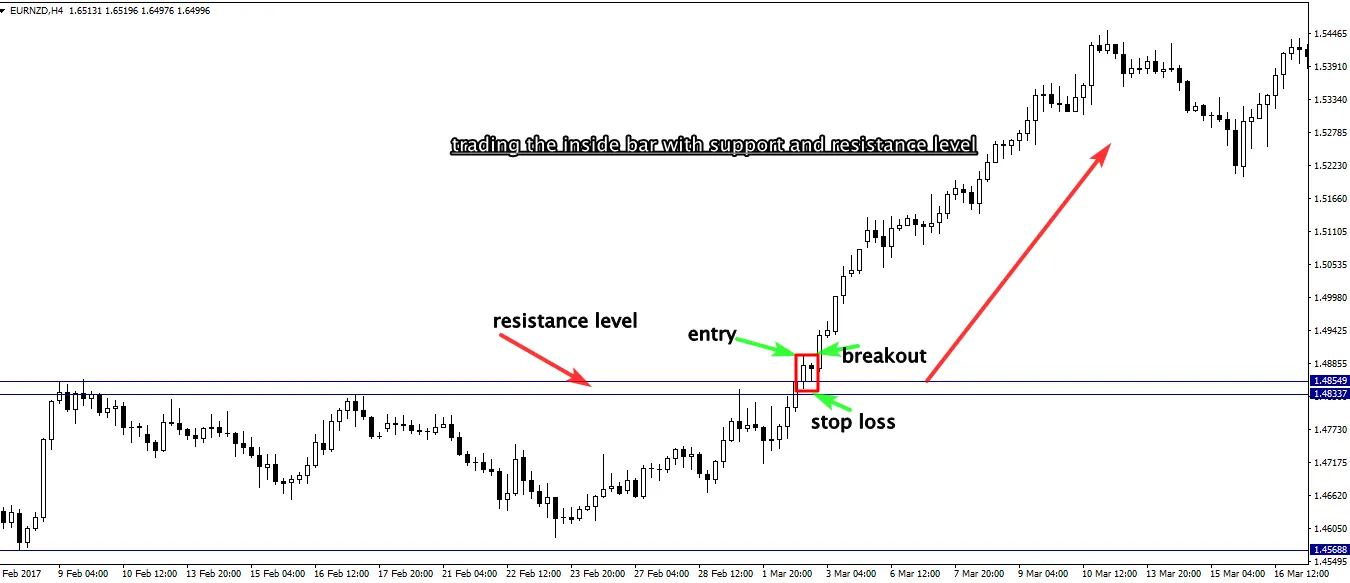 EURNZD,H4 1.65131 1.65196 1.64976 1.64996
1.54465
1.53910
1.53340
trading the inside bar with support and resistance level
1.52785
1.52230
1.51660
1.51105
1.50535
1.49980
resistance level
entry
1.49425
breakout
1.48855
1.48549
1.48337
stop loss
1.47730
1.47175
1.46620
1.46050
1.45688
1.45495
Feb 2017 9 Feb 04:00 10 Feb 12:00 13 Feb 20:00 15 Feb 04:00 16 Feb 12:00 17 Feb 20:00 21 Feb 04:00 22 Feb 12:00 23 Feb 20:00 27 Feb 04:00 28 Feb 12:00 1 Mar 20:00 3 Mar 04:00 6 Mar 12:00 7 Mar 20:00 9 Mar 04:00 10 Mar 12:00 13 Mar 20:00 15 Mar 04:00 16 Mar 12:00